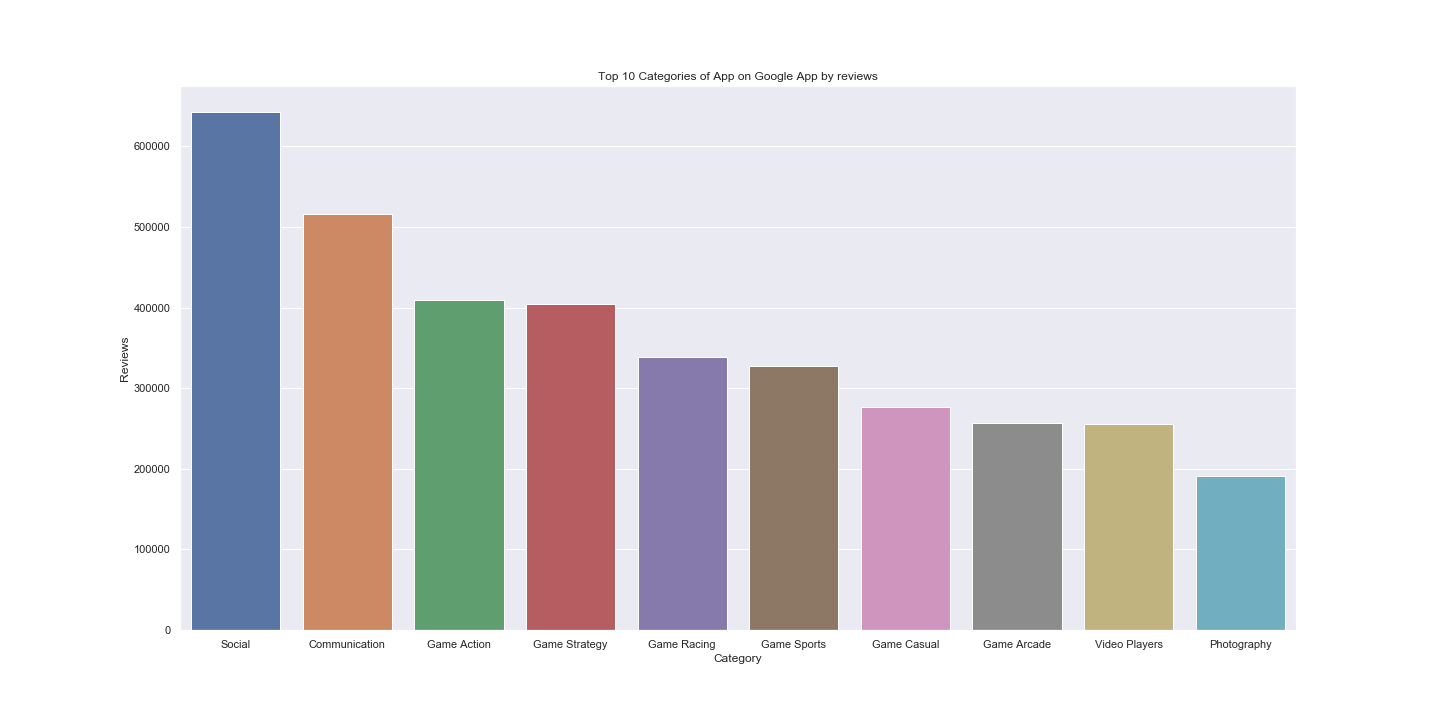 Top 10 Categories of App on Google App by reviews
600000
500000
400000
300000
200000
100000
0
Reviews
Social Communication Game Action Game Strategy Game Racing Game Sports Game Casual Game Arcade Video Players Photography
Category